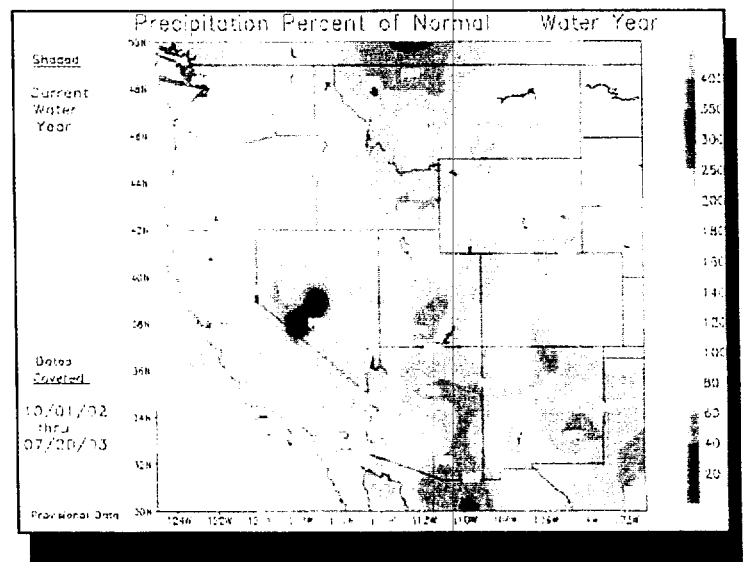 Precipitation Percent of Normal Water Year
Shaded
Current
Water
Year
Dates
Covered
10/01/02
thru
07/20/03
Provisional Data
50N
48N
46N
44N
42N
40N
38N
36N
34N
32N
30N
124W 122W 112W 110W
400
350
300
250
200
180
160
140
120
100
80
60
40
20